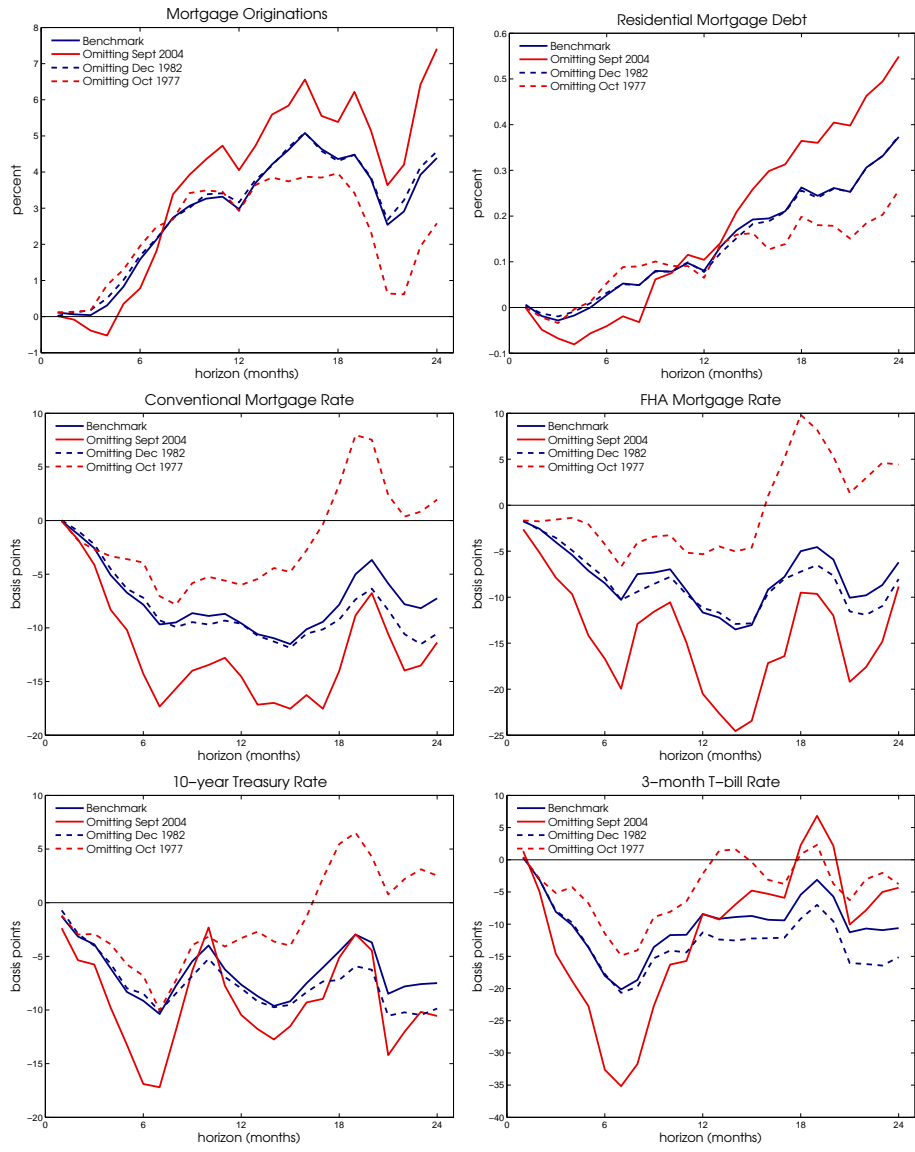 Mortgage Originations
Benchmark
Omitting Sept 2004
Omitting Dec 1982
Omitting Oct 1977
percent
8
7
6
5
4
3
2
1
0
−1
0 6 12 18 24
horizon (months)
Residential Mortgage Debt
Benchmark
Omitting Sept 2004
Omitting Dec 1982
Omitting Oct 1977
percent
0.6
0.5
0.4
0.3
0.2
0.1
0
−0.1
0 6 12 18 24
horizon (months)
Conventional Mortgage Rate
Benchmark
Omitting Sept 2004
Omitting Dec 1982
Omitting Oct 1977
basis points
10
5
0
−5
−10
−15
−20
0 6 12 18 24
horizon (months)
FHA Mortgage Rate
Benchmark
Omitting Sept 2004
Omitting Dec 1982
Omitting Oct 1977
basis points
10
5
0
−5
−10
−15
−20
−25
0 6 12 18 24
horizon (months)
10−year Treasury Rate
Benchmark
Omitting Sept 2004
Omitting Dec 1982
Omitting Oct 1977
basis points
10
5
0
−5
−10
−15
−20
0 6 12 18 24
horizon (months)
3−month T−bill Rate
Benchmark
Omitting Sept 2004
Omitting Dec 1982
Omitting Oct 1977
basis points
10
5
0
−5
−10
−15
−20
−25
−30
−35
−40
0 6 12 18 24
horizon (months)